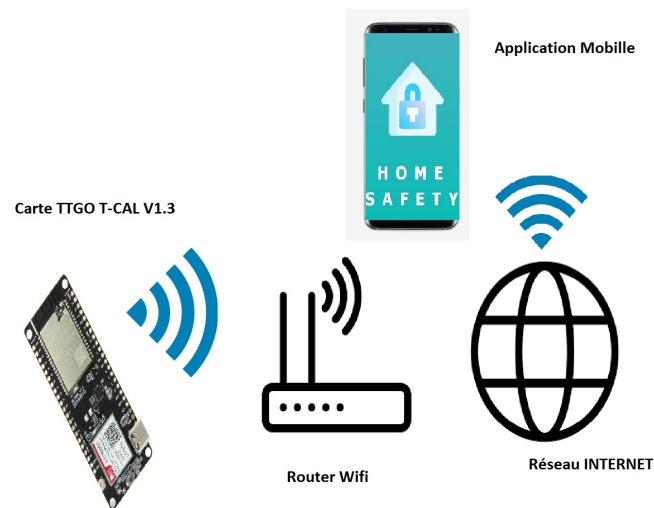 Application Mobille
HOME
SAFETY
Carte TTGO T-CAL V1.3
Router Wifi
Réseau INTERNET